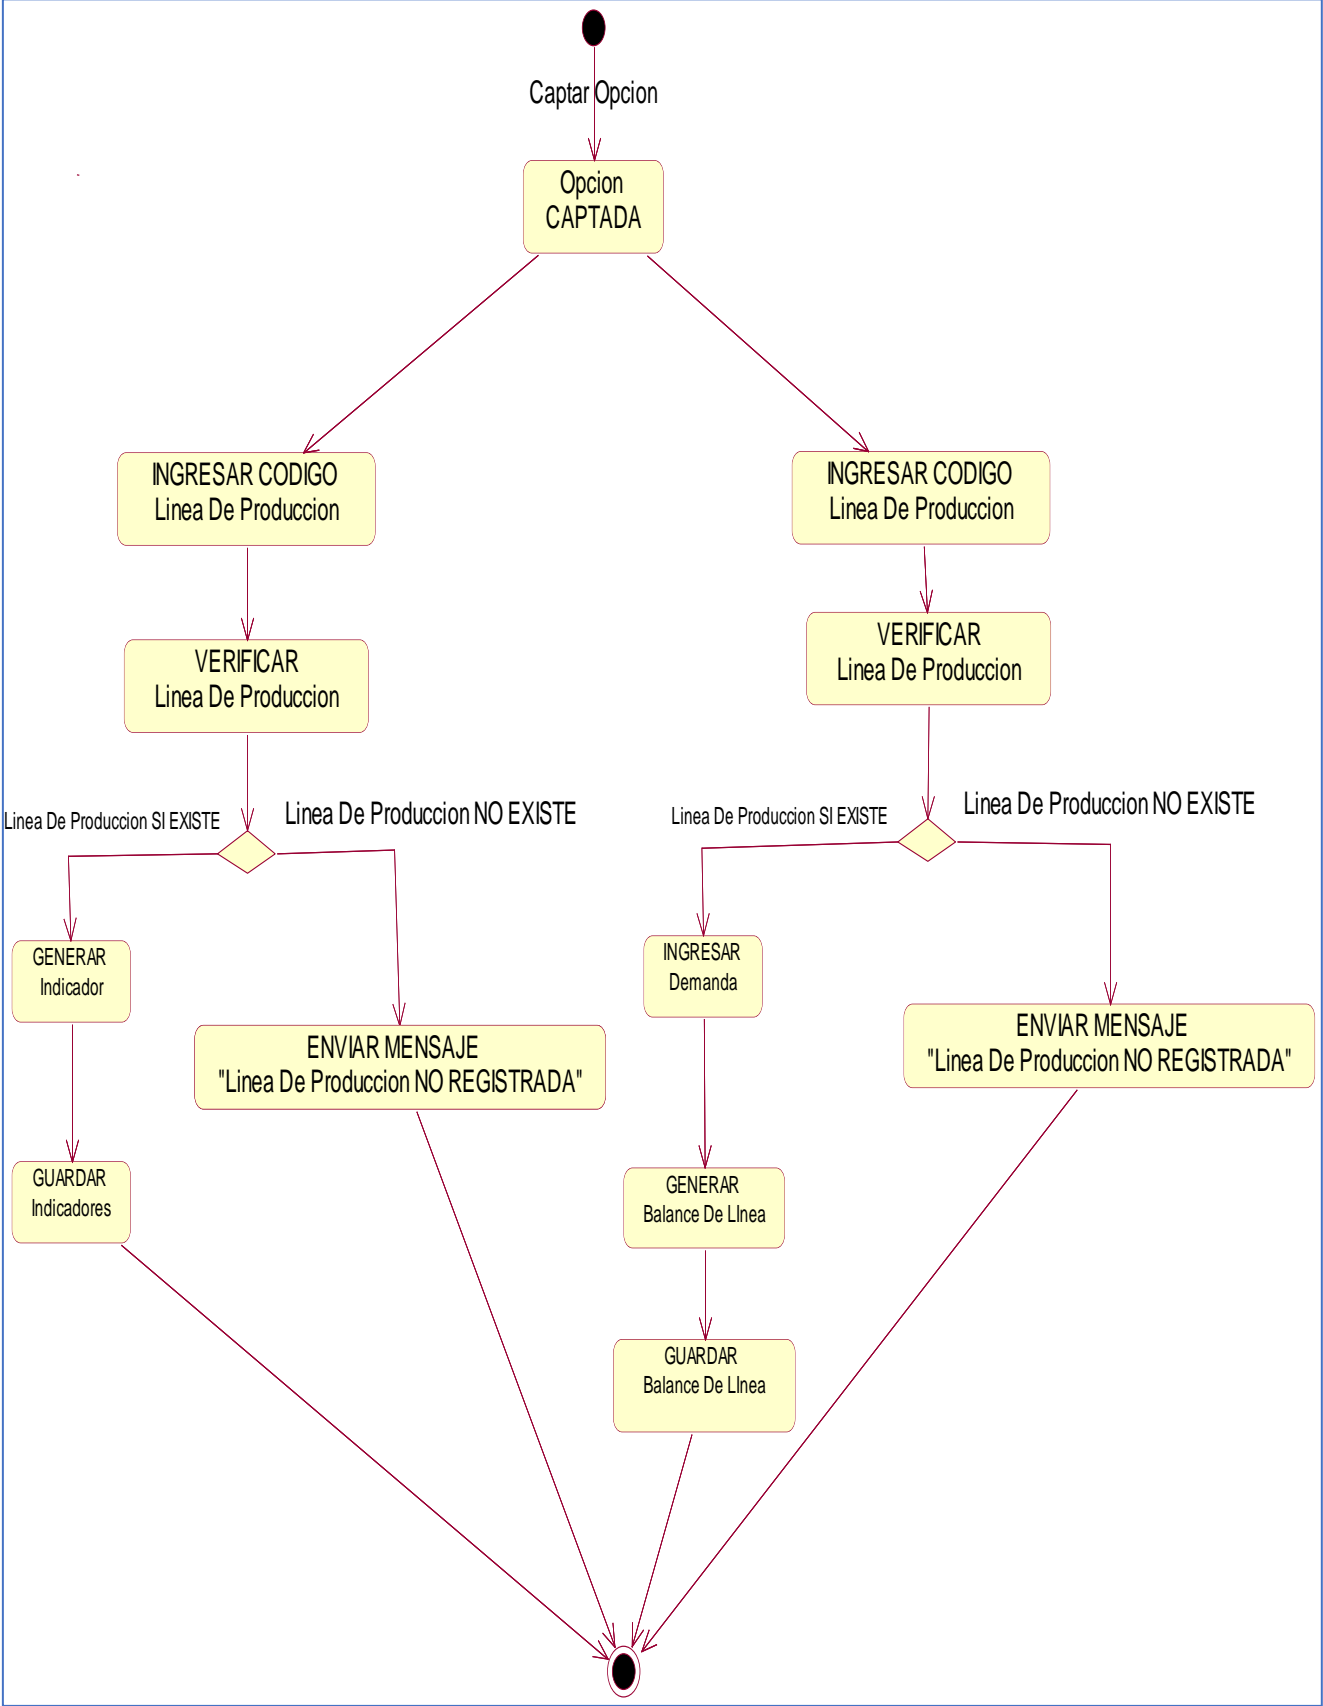 Captar Opcion
Opcion
CAPTADA
INGRESAR CODIGO
Linea De Produccion
INGRESAR CODIGO
Linea De Produccion
VERIFICAR
Linea De Produccion
VERIFICAR
Linea De Produccion
Linea De Produccion SI EXISTE
Linea De Produccion NO EXISTE
Linea De Produccion SI EXISTE
Linea De Produccion NO EXISTE
GENERAR
Indicador
INGRESAR
Demanda
ENVIAR MENSAJE
"Linea De Produccion NO REGISTRADA"
ENVIAR MENSAJE
"Linea De Produccion NO REGISTRADA"
GUARDAR
Indicadores
GENERAR
Balance De LInea
GUARDAR
Balance De LInea